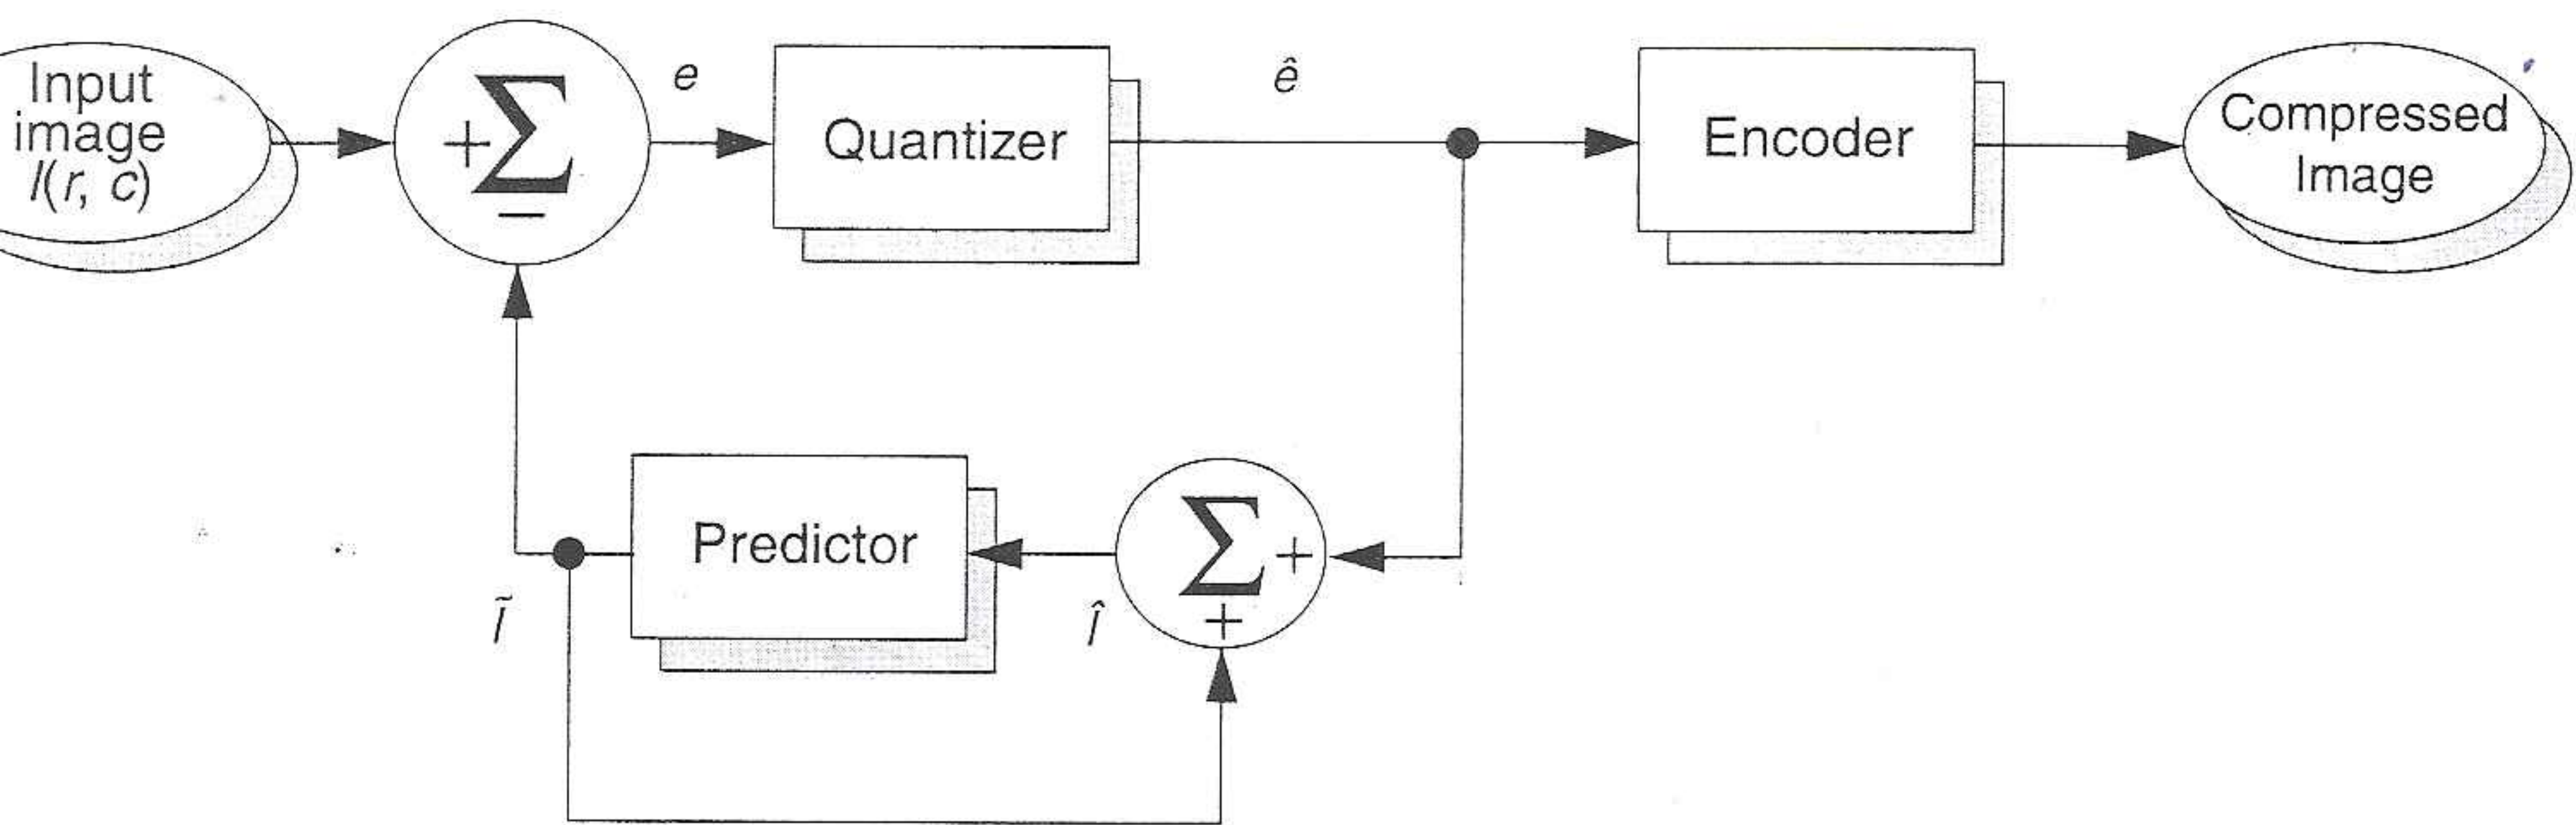 Input
image
I(r, c)
+Σ
−
e
Quantizer
ê
Encoder
Compressed
Image
Predictor
Σ+
+
Ĩ
Î